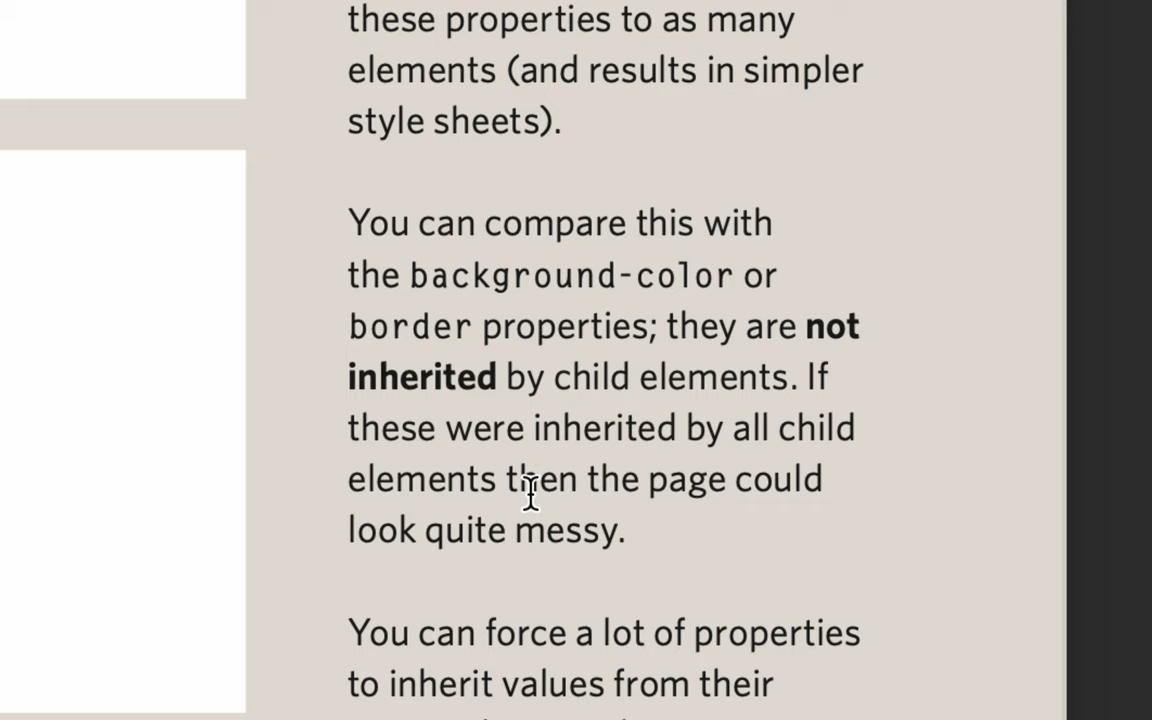 these properties to as many
elements (and results in simpler
style sheets).
You can compare this with
the background-color or
border properties; they are not
inherited by child elements. If
these were inherited by all child
elements then the page could
look quite messy.
You can force a lot of properties
to inherit values from their